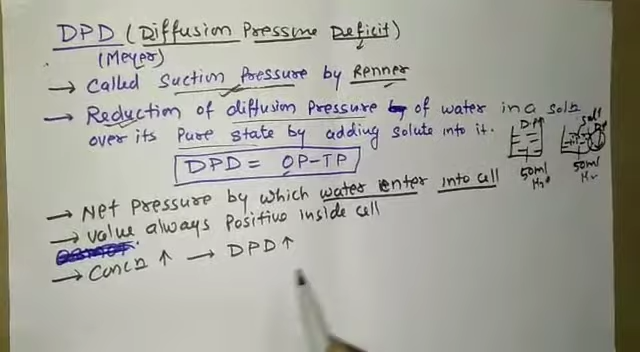 DPD (Diffusion Pressure Deficit)
(Meyer)
→ Called Suction Pressure by Renner
→ Reduction of diffusion Pressure of water in a soln
over its Pure state by adding solute into it.
DPD = OP-TP
→ Net Pressure by which water enter into cell
→ Value always Positive inside cell
→ Concn ↑ → DPD ↑
DP↑
50ml
H₂O
50ml